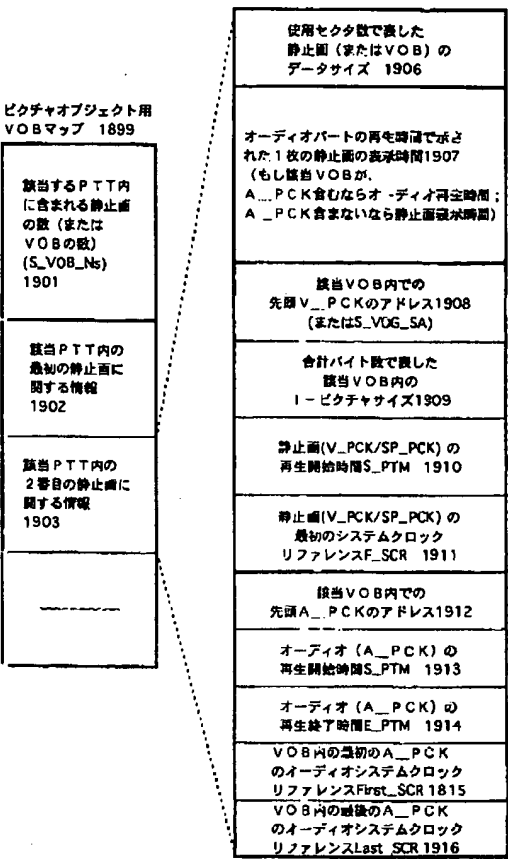 ピクチャオブジェクト用
VOBマップ 1899
該当するPTT内
に含まれる静止画
の数（または
VOBの数)
(S_VOB_Ns)
1901
該当PTT内の
最初の静止画に
関する情報
1902
該当PTT内の
2番目の静止画に
関する情報
1903
使用セクタ数で表した
静止画（またはVOB）の
データサイズ 1906
オーディオパートの再生時間で示さ
れた1枚の静止画の表示時間1907
（もし該当VOBが、
A__PCK含むならオーディオ再生時間；
A__PCK含まないなら静止画表示時間）
該当VOB内での
先頭V__PCKのアドレス1908
(またはS_VOG_SA)
合計バイト数で表した
該当VOB内の
I－ピクチャサイズ1909
静止画(V_PCK/SP_PCK) の
再生開始時間S_PTM 1910
静止画(V_PCK/SP_PCK) の
最初のシステムクロック
リファレンスF_SCR 1911
該当VOB内での
先頭A__PCKのアドレス1912
オーディオ（A__PCK）の
再生開始時間S_PTM 1913
オーディオ（A__PCK）の
再生終了時間E_PTM 1914
VOB内の最初のA__PCK
のイーディオシステムクロック
リファレンスFirst_SCR 1815
VOB内の最後のA__PCK
のオーディオシステムクロック
リファレンスLast_SCR 1916